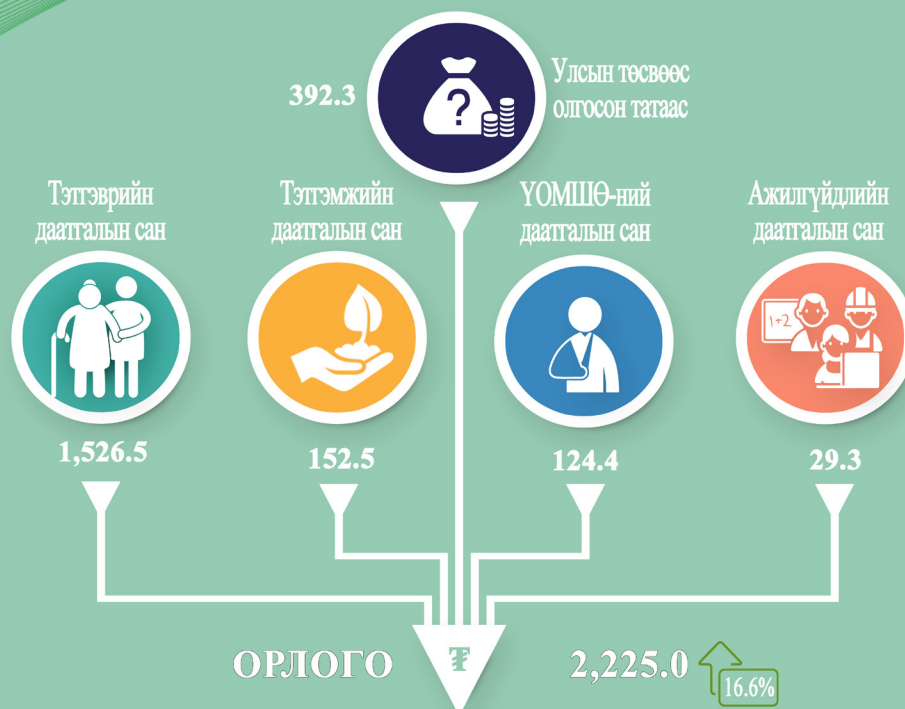 392.3
?
Улсын төсвөөс
олгосон татаас
Тэтгэврийн
даатгалын сан
Тэтгэмжийн
даатгалын сан
ҮОМШӨ-ний
даатгалын сан
Ажилгүйдлийн
даатгалын сан
1+2
1,526.5
152.5
124.4
29.3
ОРЛОГО
₮
2,225.0
16.6%